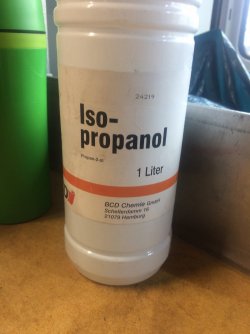 24219
Iso-
propanol
Propan-2-ol
1 Liter
BCD Chemie GmbH
Schellerdamm 16
21079 Hamburg